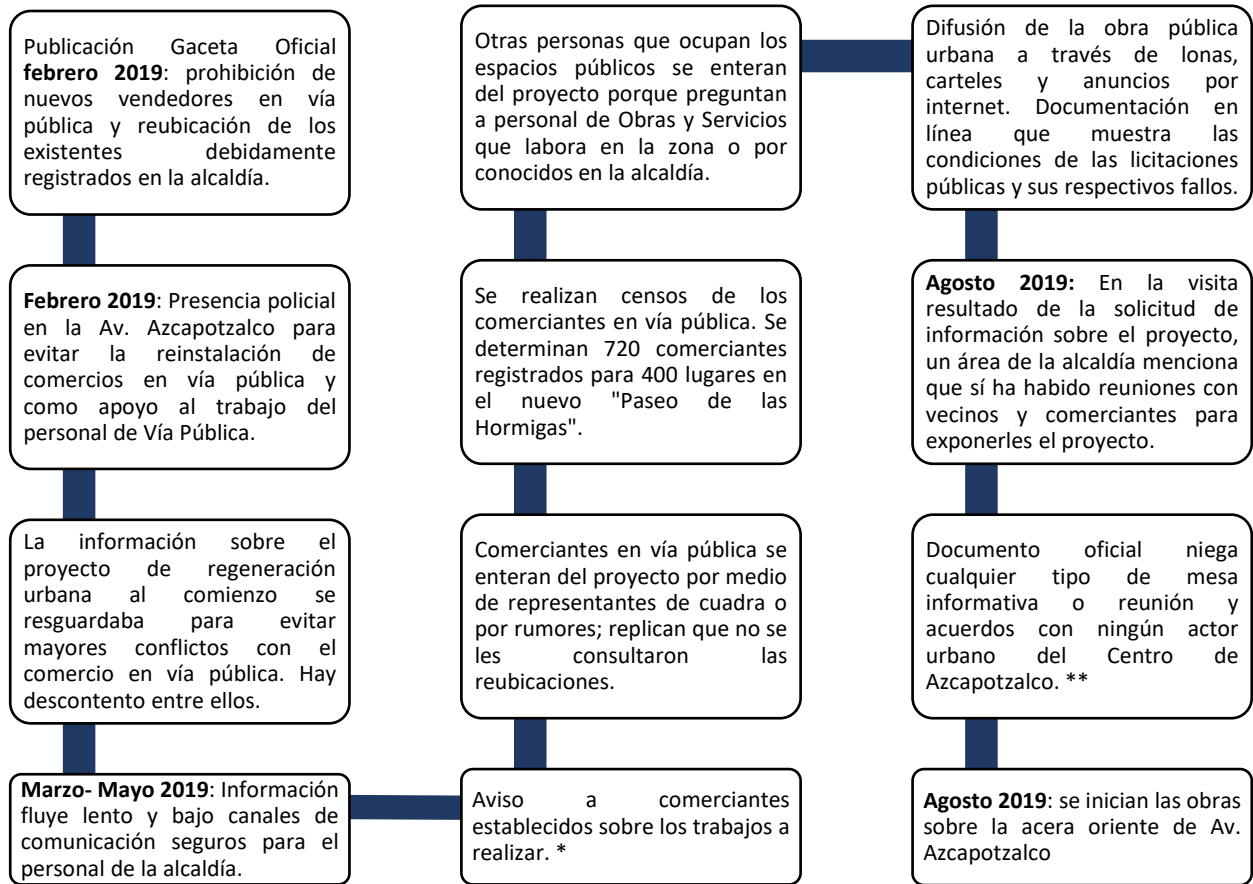 Publicación Gaceta Oficial
febrero 2019: prohibición de
nuevos vendedores en vía
pública y reubicación de los
existentes debidamente
registrados en la alcaldía.
Febrero 2019: Presencia policial
en la Av. Azcapotzalco para
evitar la reinstalación de
comercios en vía pública y
como apoyo al trabajo del
personal de Vía Pública.
La información sobre el
proyecto de regeneración
urbana al comienzo se
resguardaba para evitar
mayores conflictos con el
comercio en vía pública. Hay
descontento entre ellos.
Marzo- Mayo 2019: Información
fluye lento y bajo canales de
comunicación seguros para el
personal de la alcaldía.
Aviso a comerciantes
establecidos sobre los trabajos a
realizar. *
Comerciantes en vía pública se
enteran del proyecto por medio
de representantes de cuadra o
por rumores; replican que no se
les consultaron las
reubicaciones.
Se realizan censos de los
comerciantes en vía pública. Se
determinan 720 comerciantes
registrados para 400 lugares en
el nuevo "Paseo de las
Hormigas".
Otras personas que ocupan los
espacios públicos se enteran
del proyecto porque preguntan
a personal de Obras y Servicios
que labora en la zona o por
conocidos en la alcaldía.
Difusión de la obra pública
urbana a través de lonas,
carteles y anuncios por
internet. Documentación en
línea que muestra las
condiciones de las licitaciones
públicas y sus respectivos fallos.
Agosto 2019: En la visita
resultado de la solicitud de
información sobre el proyecto,
un área de la alcaldía menciona
que sí ha habido reuniones con
vecinos y comerciantes para
exponerles el proyecto.
Documento oficial niega
cualquier tipo de mesa
informativa o reunión y
acuerdos con ningún actor
urbano del Centro de
Azcapotzalco. **
Agosto 2019: se inician las obras
sobre la acera oriente de Av.
Azcapotzalco